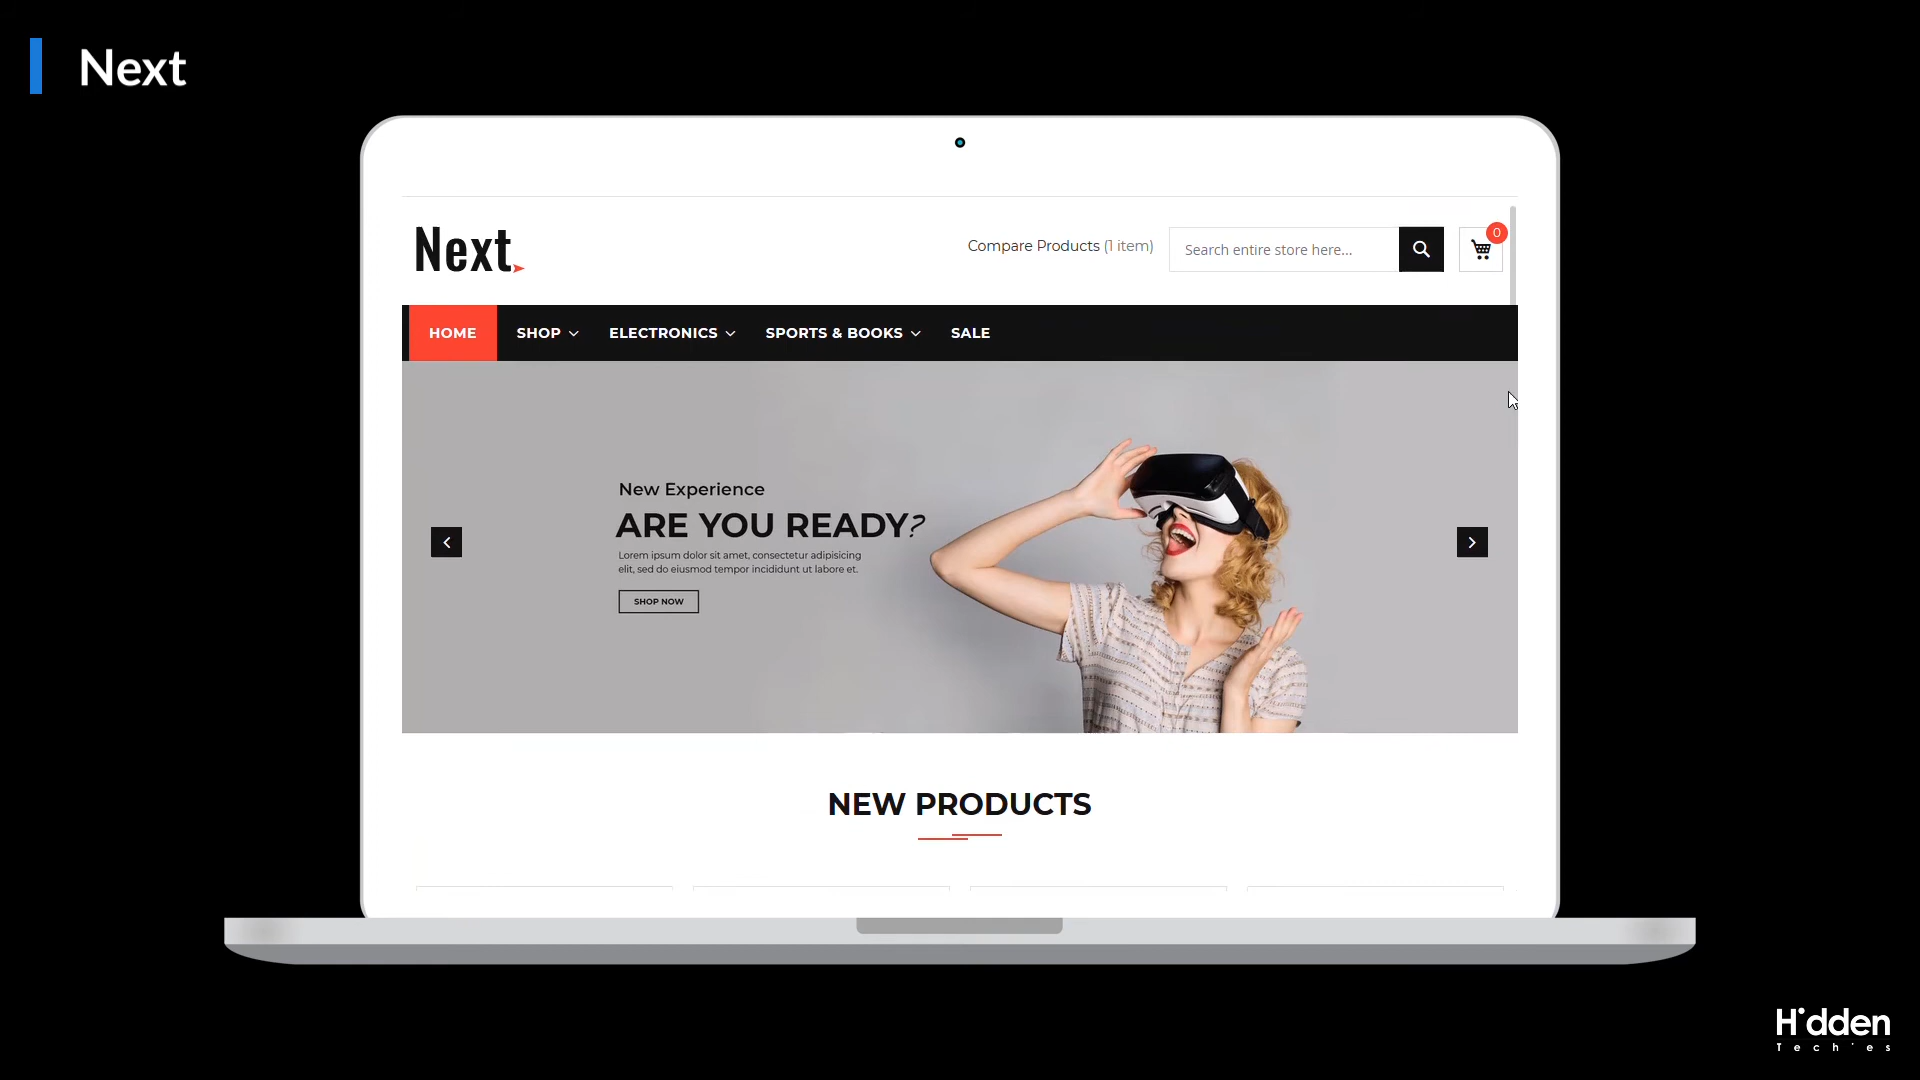 Next
Next
Compare Products (1 item)
Search entire store here...
0
HOME
SHOP
ELECTRONICS
SPORTS & BOOKS
SALE
New Experience
ARE YOU READY?
Lorem ipsum dolor sit amet, consectetur adipisicing
elit, sed do eiusmod tempor incididunt ut labore et.
SHOP NOW
NEW PRODUCTS
Hidden
Techies